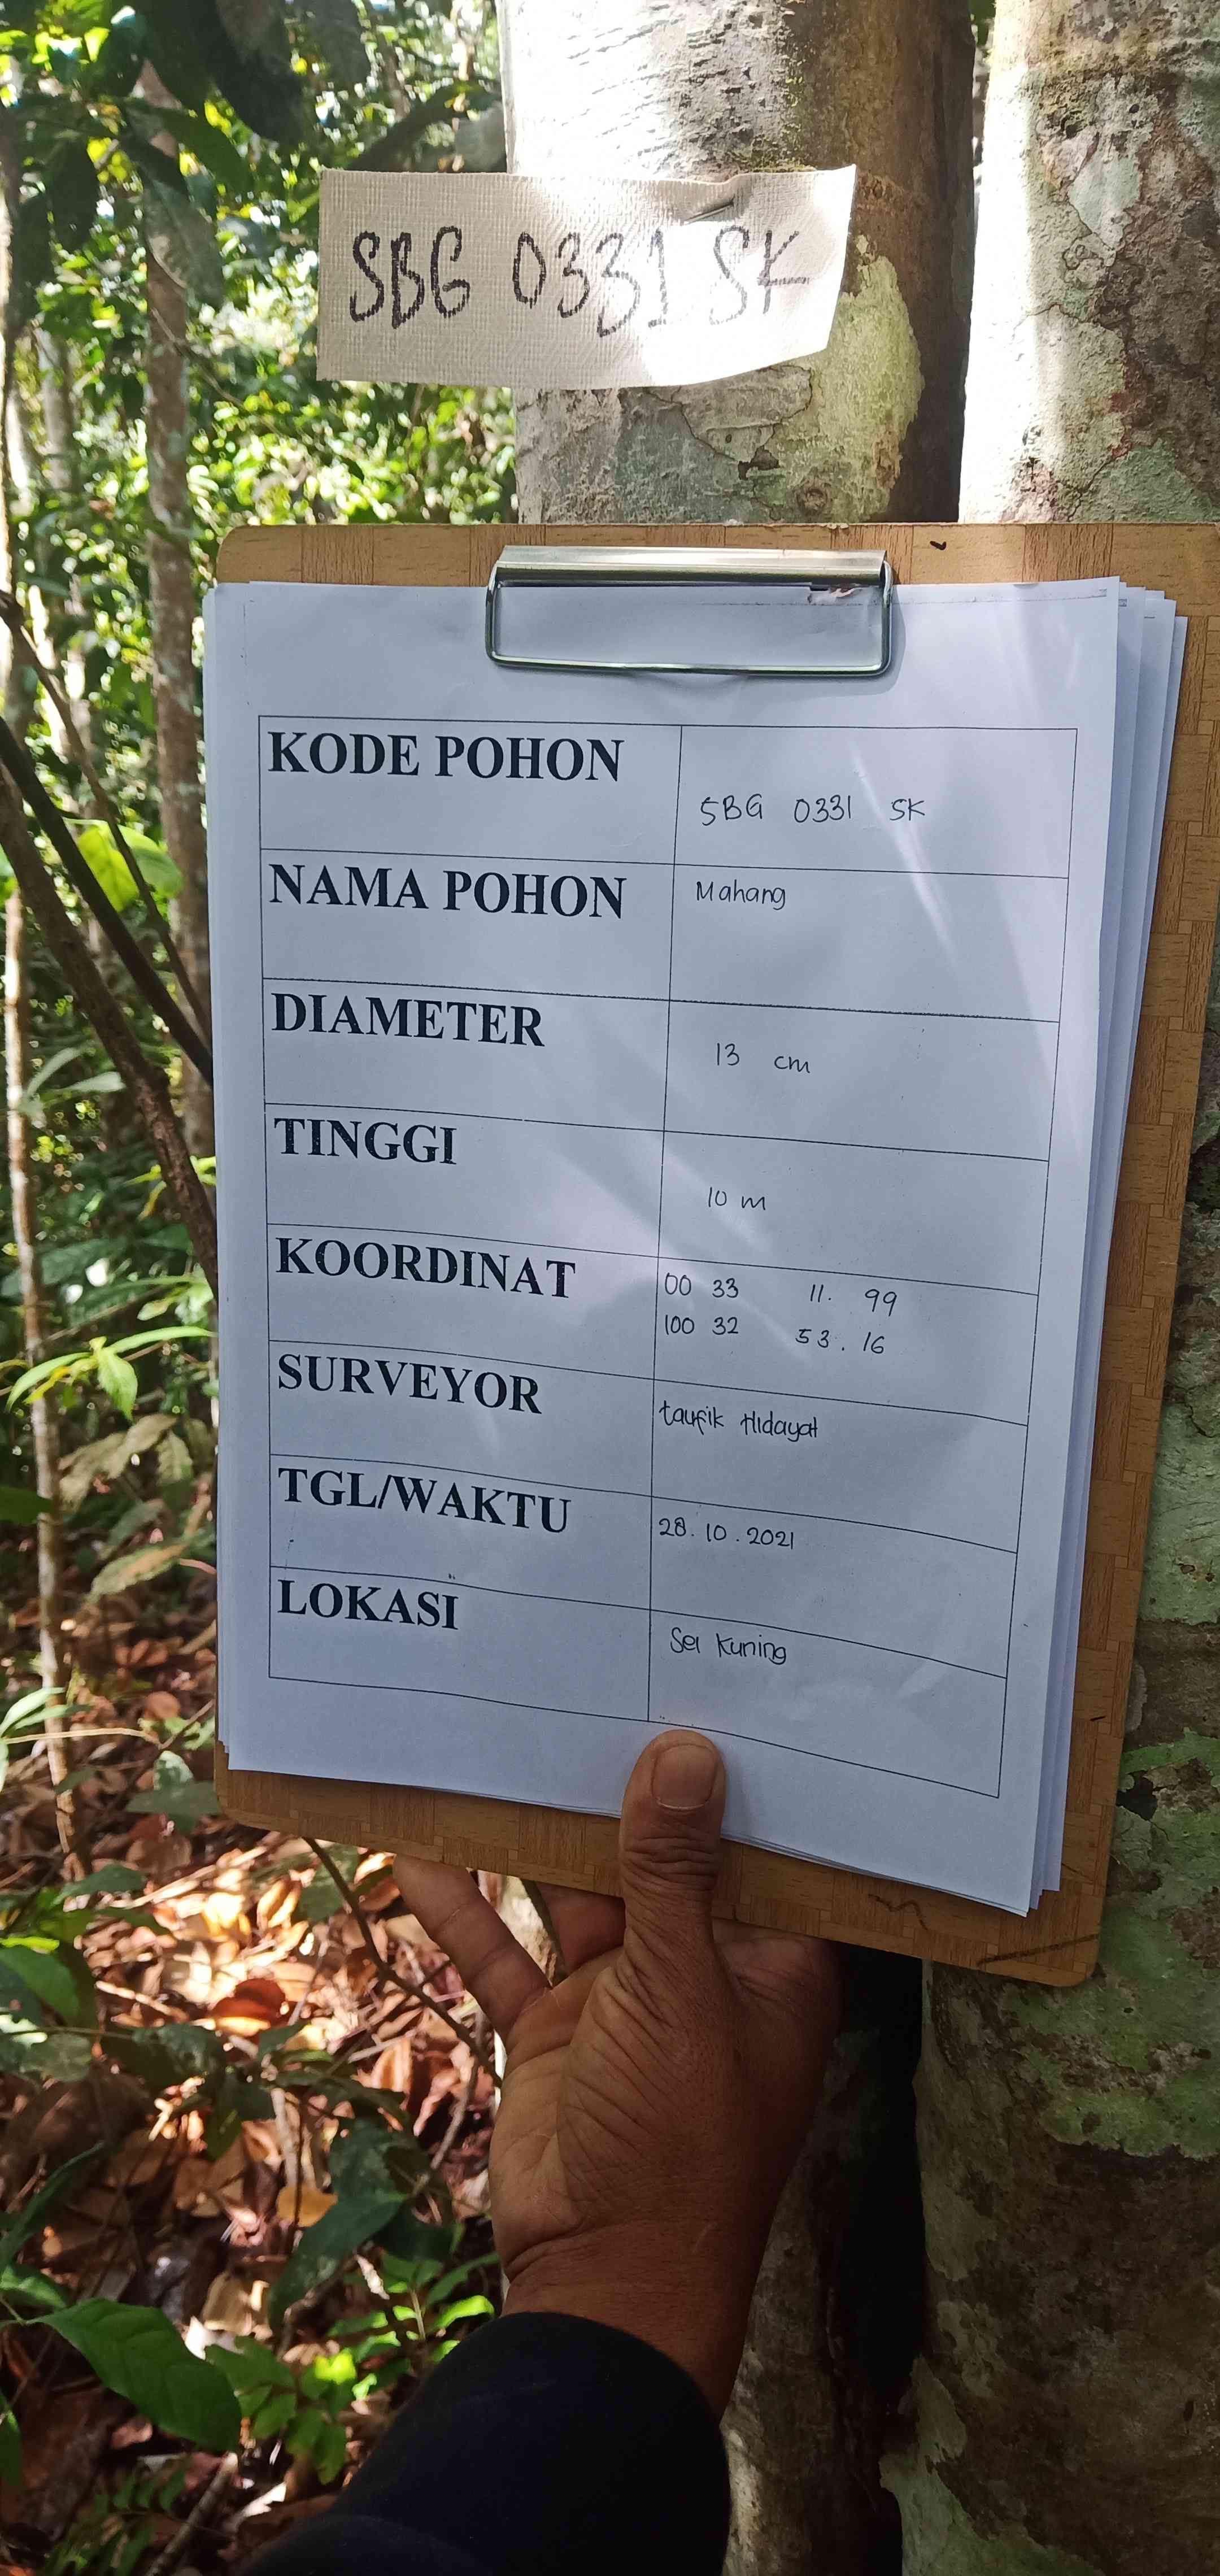 SBG 0331 SK
KODE POHON
SBG 0331 SK
NAMA POHON
Mahang
DIAMETER
13 cm
TINGGI
10 m
KOORDINAT
00 33 11. 99
100 32 53. 16
SURVEYOR
taufik Hidayat
TGL/WAKTU
28.10.2021
LOKASI
Sei Kuning